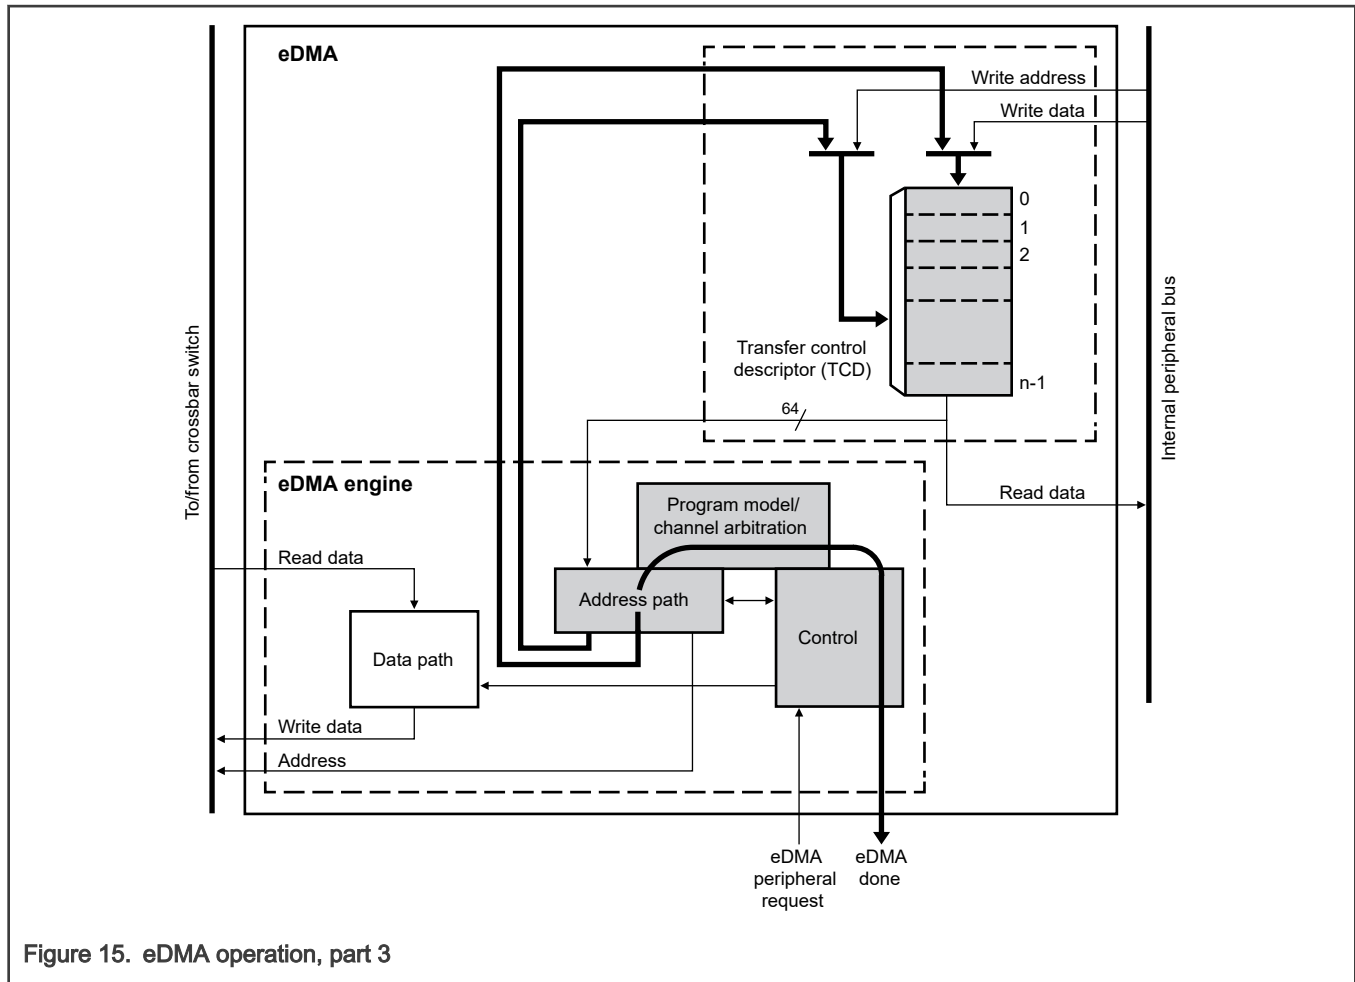 eDMA
Write address
Write data
0
1
2
n-1
Transfer control
descriptor (TCD)
64
To/from crossbar switch
Internal peripheral bus
Read data
eDMA engine
Program model/
channel arbitration
Read data
Address path
Control
Data path
Write data
Address
eDMA
peripheral
request
eDMA
done
Figure 15. eDMA operation, part 3